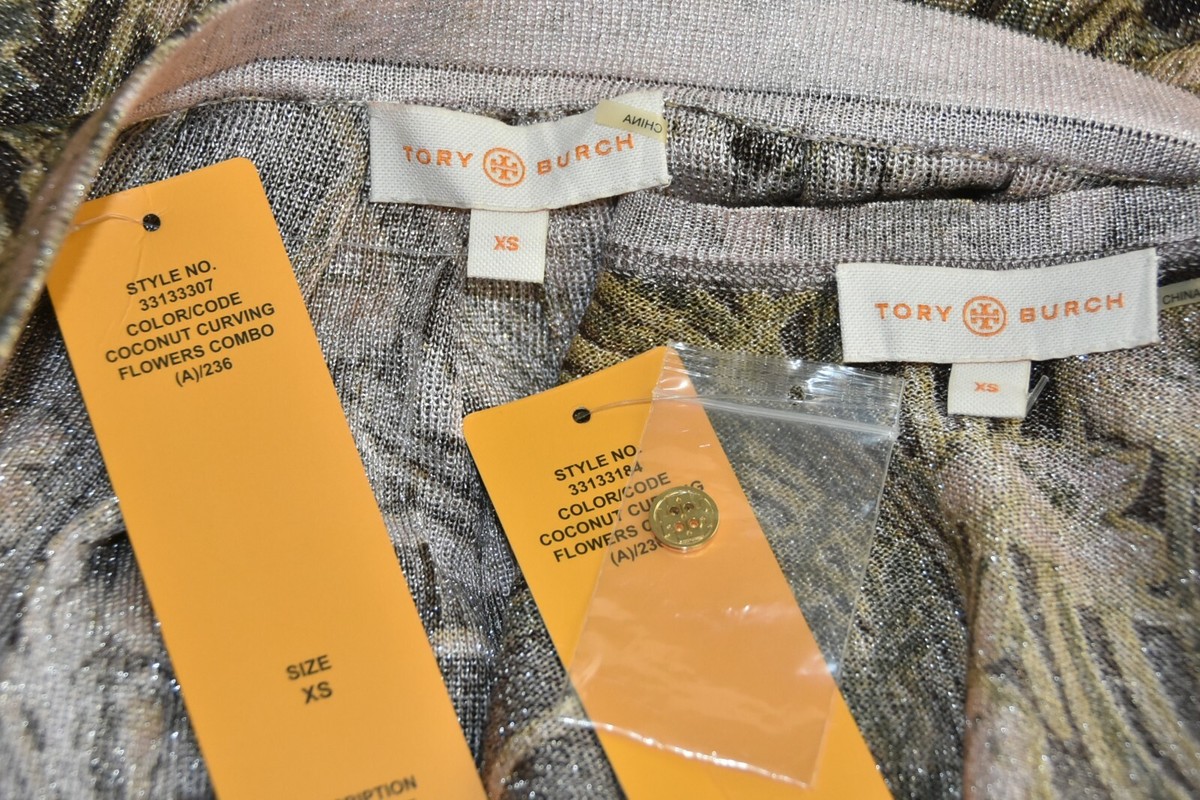 TORY BURCH
CHINA
XS
TORY BURCH
CHINA
XS
STYLE NO.
33133307
COLOR/CODE
COCONUT CURVING
FLOWERS COMBO
(A)/236
SIZE
XS
STYLE NO.
33133184
COLOR/CODE
COCONUT CURVING
FLOWERS